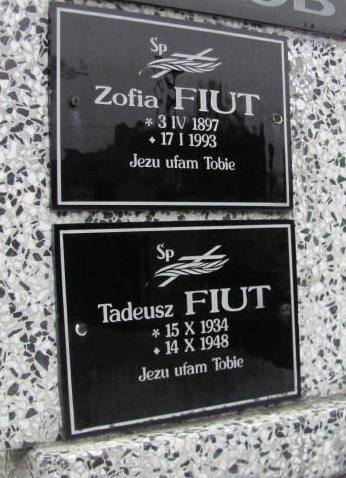 Śp
Zofia FIUT
* 3 IV 1897
+ 17 I 1993
Jezu ufam Tobie
Śp
Tadeusz FIUT
* 15 X 1934
+ 14 X 1948
Jezu ufam Tobie